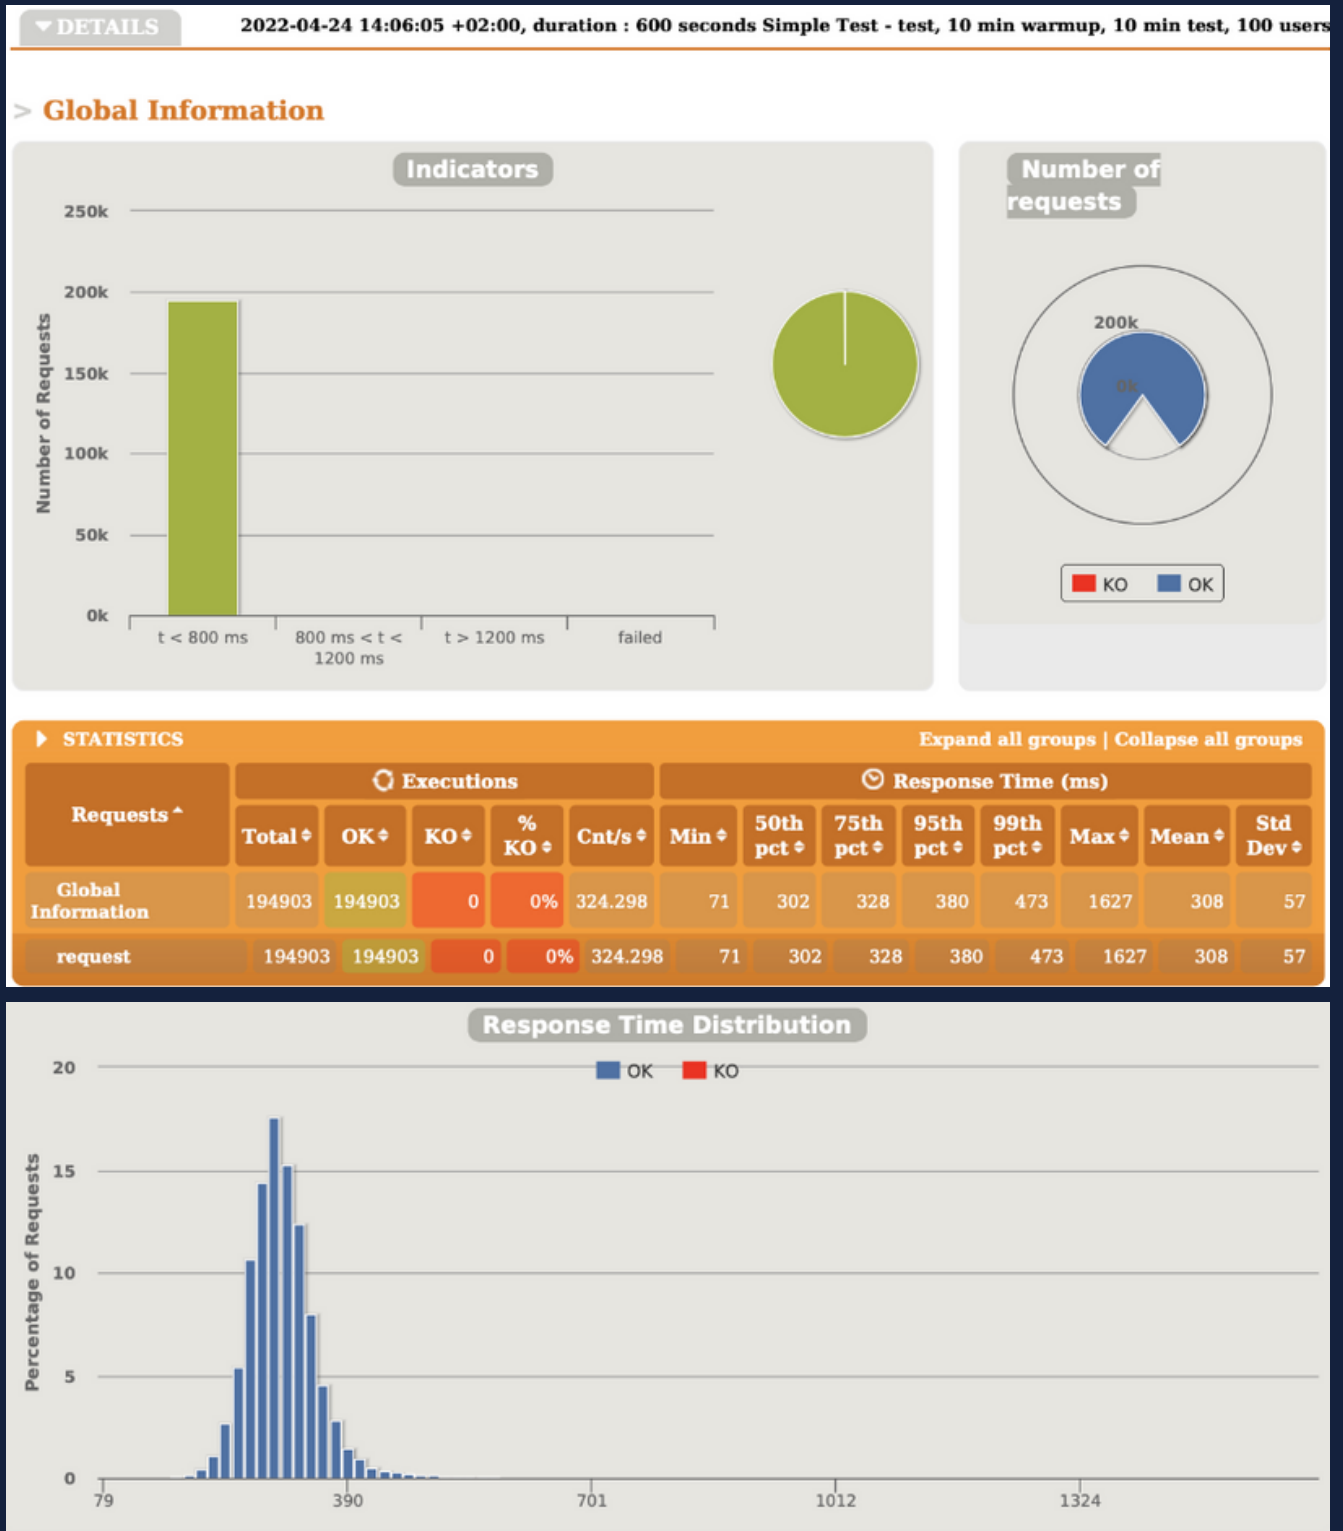 DETAILS
2022-04-24 14:06:05 +02:00, duration : 600 seconds Simple Test - test, 10 min warmup, 10 min test, 100 users
> Global Information
Indicators
250k
200k
150k
100k
50k
0k
Number of Requests
t < 800 ms
800 ms < t <
1200 ms
t > 1200 ms
failed
Number of
requests
200k
0k
KO OK
STATISTICS
Expand all groups | Collapse all groups
Requests
Executions
Response Time (ms)
Total OK KO % KO Cnt/s Min 50th pct 75th pct 95th pct 99th pct Max Mean Std Dev
Global Information 194903 194903 0 0% 324.298 71 302 328 380 473 1627 308 57
request 194903 194903 0 0% 324.298 71 302 328 380 473 1627 308 57
Response Time Distribution
OK KO
20
15
10
5
0
Percentage of Requests
79 390 701 1012 1324